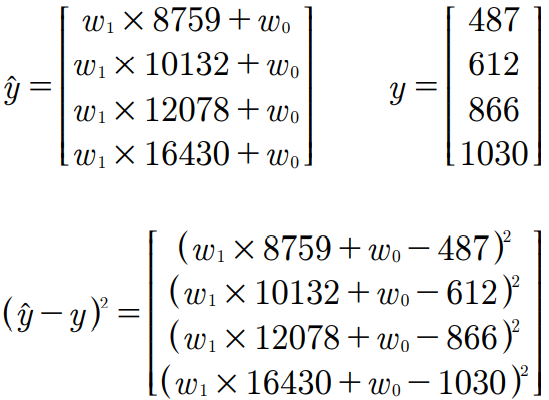 ŷ = [ w₁ × 8759 + w₀
w₁ × 10132 + w₀
w₁ × 12078 + w₀
w₁ × 16430 + w₀ ]
y = [ 487
612
866
1030 ]
(ŷ − y)² = [ (w₁ × 8759 + w₀ − 487)²
(w₁ × 10132 + w₀ − 612)²
(w₁ × 12078 + w₀ − 866)²
(w₁ × 16430 + w₀ − 1030)² ]